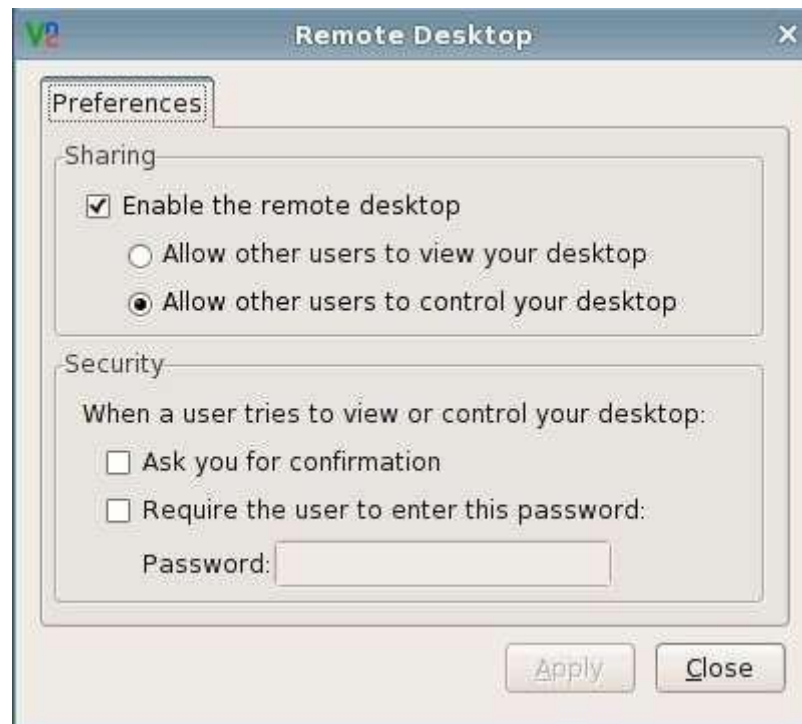 Remote Desktop
Preferences
Sharing
Enable the remote desktop
Allow other users to view your desktop
Allow other users to control your desktop
Security
When a user tries to view or control your desktop:
Ask you for confirmation
Require the user to enter this password:
Password:
Apply Close